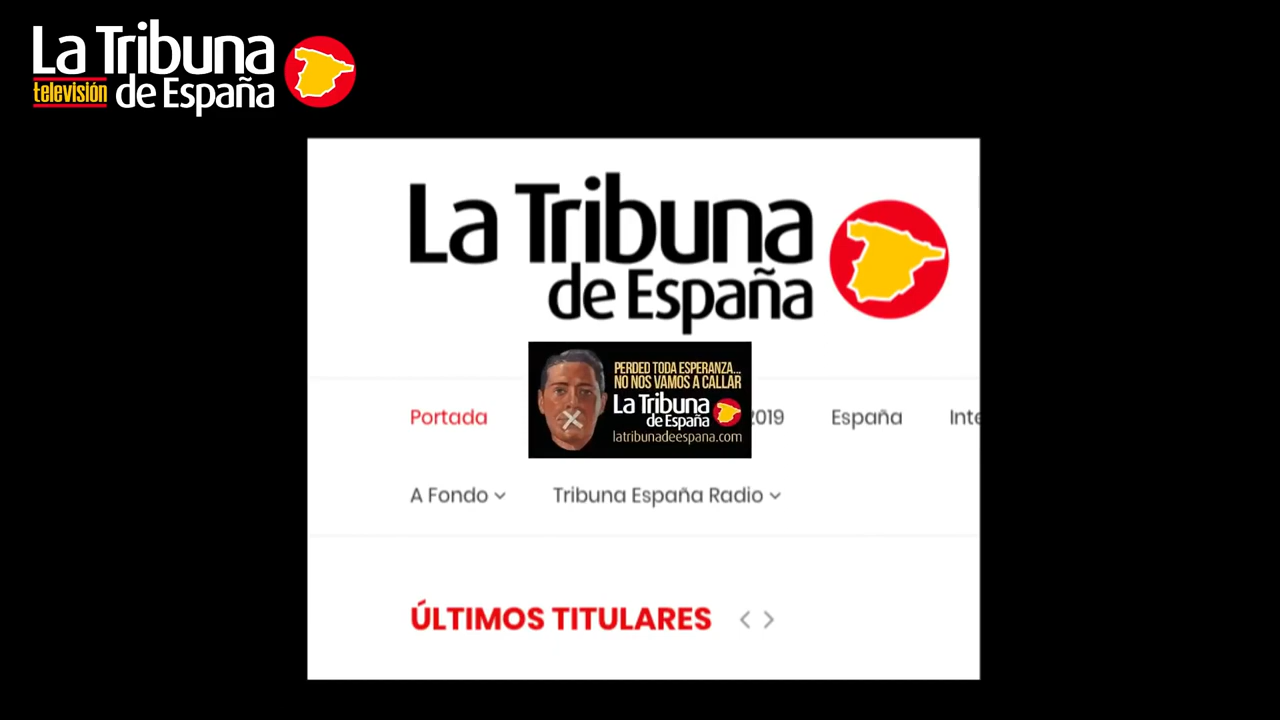 La Tribuna
televisión de España
La Tribuna
de España
PERDED TODA ESPERANZA...
NO NOS VAMOS A CALLAR
La Tribuna
de España
latribunadeespana.com
Portada 2019 España Inte
A Fondo Tribuna España Radio
ÚLTIMOS TITULARES